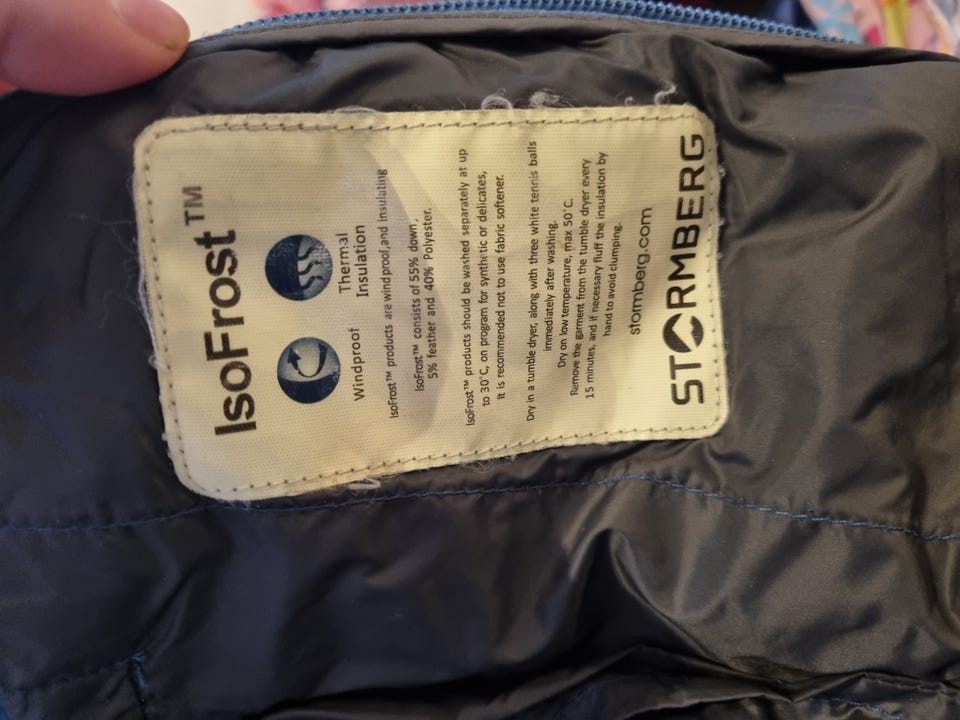 IsoFrost™
Windproof
Thermal
Insulation
IsoFrost™ products are windproof, and insulating
IsoFrost™ consists of 55% down,
5% feather and 40% Polyester.
IsoFrost™ products should be washed separately at up
to 30°C, on program for synthetic or delicates,
It is recommended not to use fabric softener.
Dry in a tumble dryer, along with three white tennis balls
immediately after washing.
Dry on low temperature, max 50°C.
Remove the garment from the tumble dryer every
15 minutes, and if necessary fluff the insulation by
hand to avoid clumping.
stormberg.com
STORMBERG